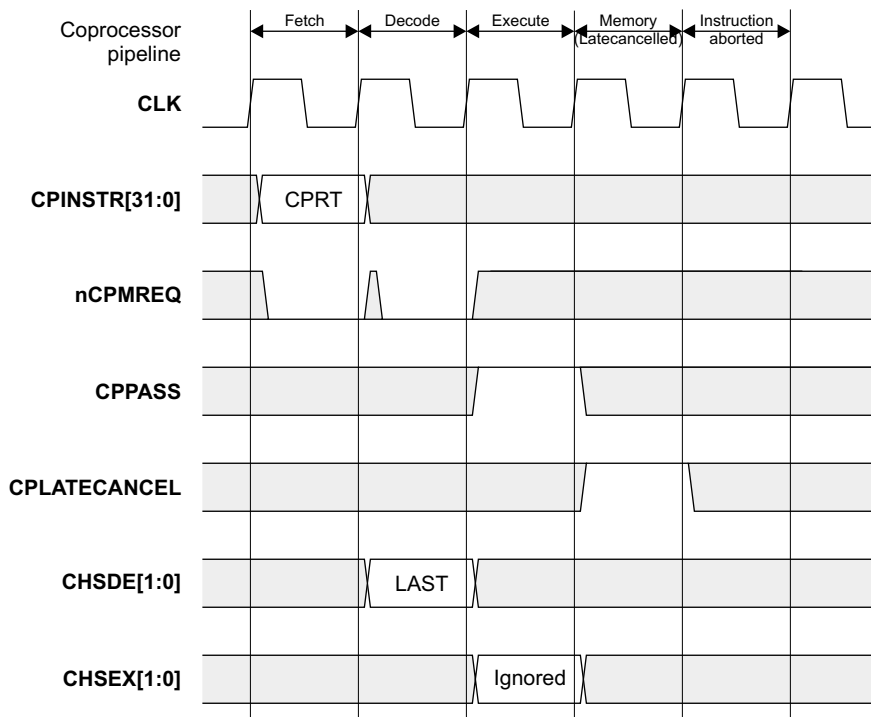 Coprocessor
pipeline
Fetch
Decode
Execute
Memory
(Latecancelled)
Instruction
aborted
CLK
CPINSTR[31:0]
CPRT
nCPMREQ
CPPASS
CPLATECANCEL
CHSDE[1:0]
LAST
CHSEX[1:0]
Ignored